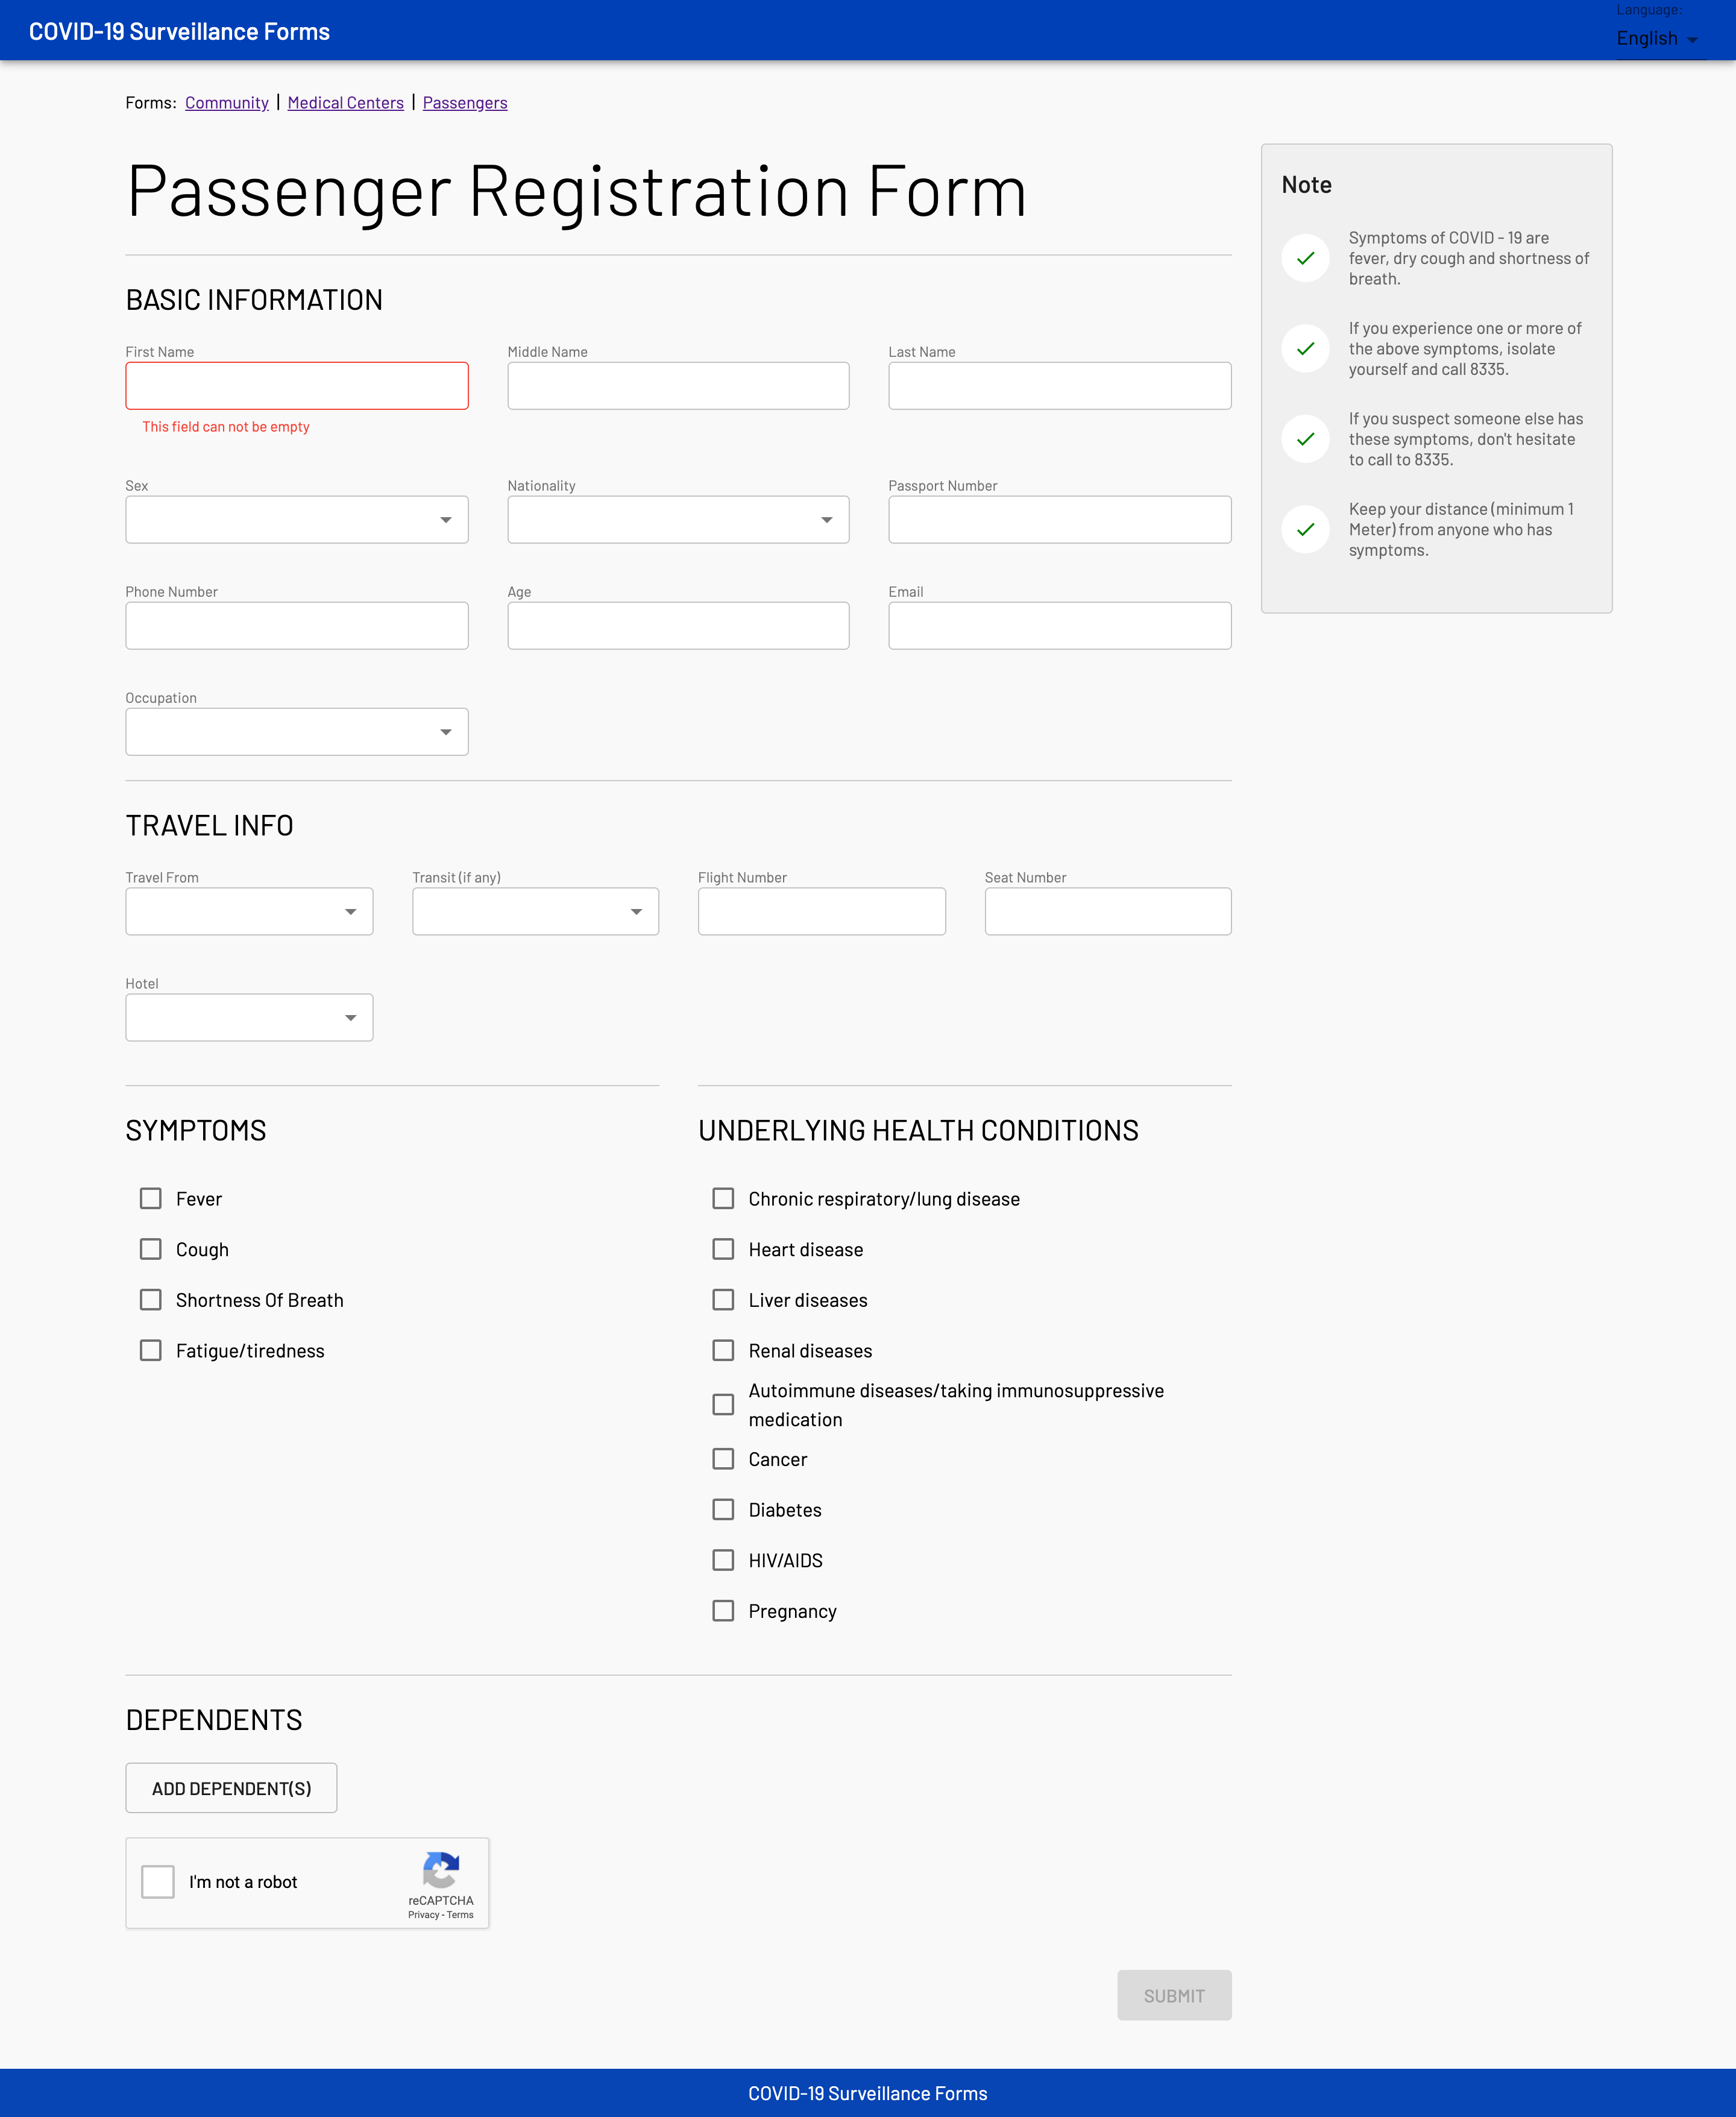 COVID-19 Surveillance Forms
Language:
English
Forms: Community | Medical Centers | Passengers
Passenger Registration Form
BASIC INFORMATION
First Name
Middle Name
Last Name
This field can not be empty
Sex
Nationality
Passport Number
Phone Number
Age
Email
Occupation
TRAVEL INFO
Travel From
Transit (if any)
Flight Number
Seat Number
Hotel
SYMPTOMS
Fever
Cough
Shortness Of Breath
Fatigue/tiredness
UNDERLYING HEALTH CONDITIONS
Chronic respiratory/lung disease
Heart disease
Liver diseases
Renal diseases
Autoimmune diseases/taking immunosuppressive
medication
Cancer
Diabetes
HIV/AIDS
Pregnancy
DEPENDENTS
ADD DEPENDENT(S)
I'm not a robot
reCAPTCHA
Privacy - Terms
SUBMIT
Note
Symptoms of COVID - 19 are
fever, dry cough and shortness of
breath.
If you experience one or more of
the above symptoms, isolate
yourself and call 8335.
If you suspect someone else has
these symptoms, don't hesitate
to call to 8335.
Keep your distance (minimum 1
Meter) from anyone who has
symptoms.
COVID-19 Surveillance Forms